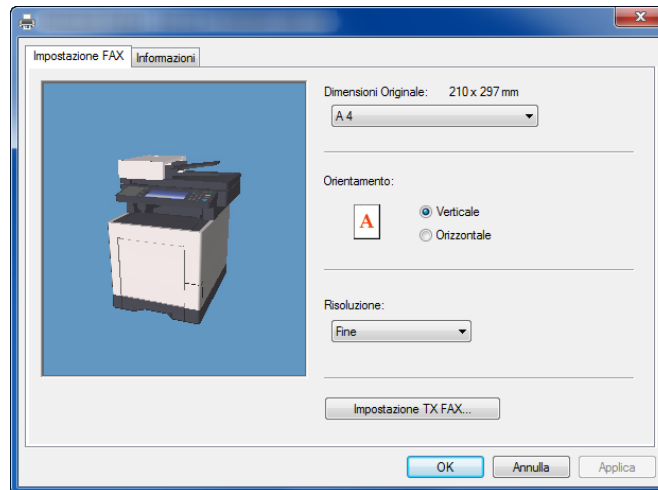 Impostazione FAX
Informazioni
Dimensioni Originale: 210 x 297 mm
A 4
Orientamento:
A
Verticale
Orizzontale
Risoluzione:
Fine
Impostazione TX FAX...
OK
Annulla
Applica